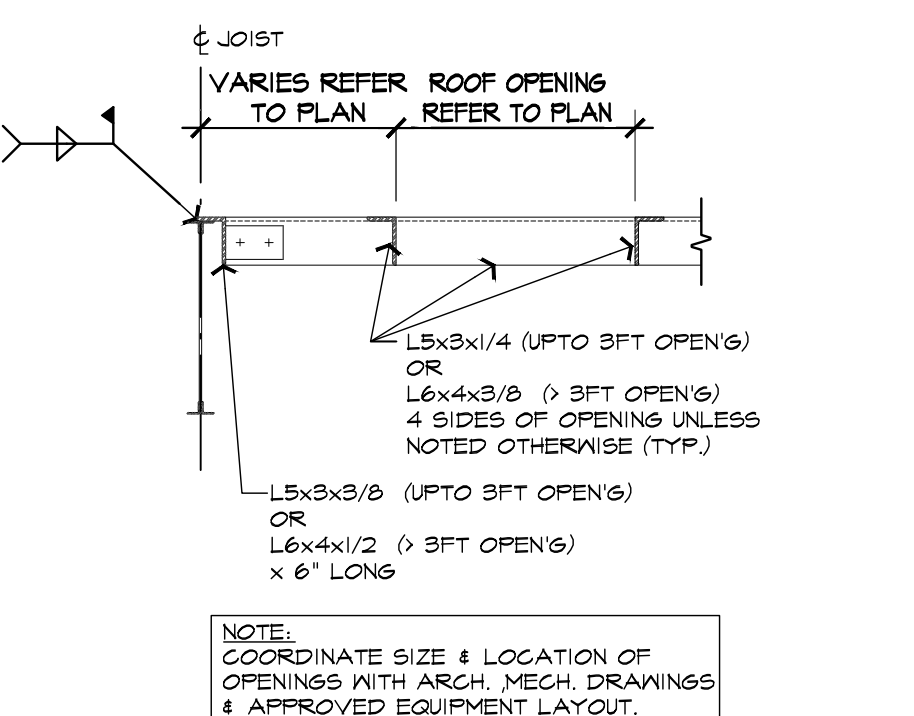 ℄ JOIST
VARIES REFER TO PLAN
ROOF OPENING REFER TO PLAN
L5x3x1/4 (UPTO 3FT OPEN'G)
OR
L6x4x3/8 (> 3FT OPEN'G)
4 SIDES OF OPENING UNLESS
NOTED OTHERWISE (TYP.)
L5x3x3/8 (UPTO 3FT OPEN'G)
OR
L6x4x1/2 (> 3FT OPEN'G)
x 6" LONG
NOTE:
COORDINATE SIZE & LOCATION OF
OPENINGS WITH ARCH. ,MECH. DRAWINGS
& APPROVED EQUIPMENT LAYOUT.